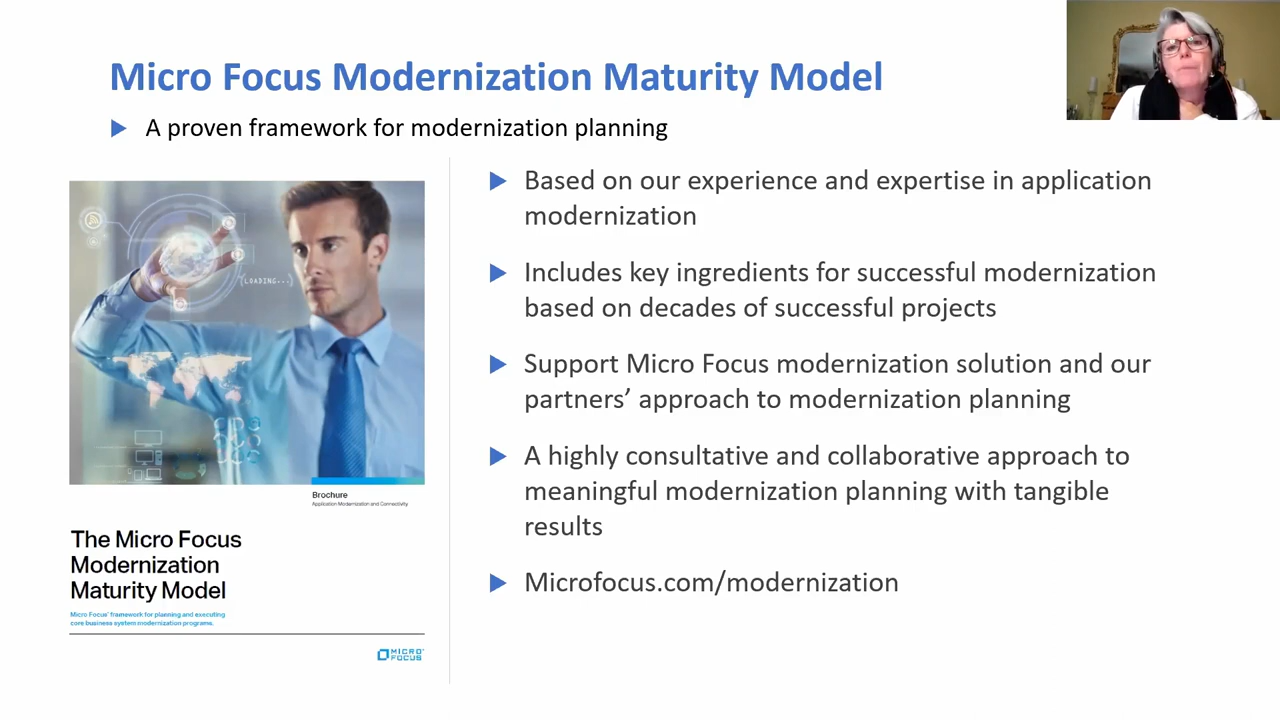 Micro Focus Modernization Maturity Model
A proven framework for modernization planning
(LOADING...)
Brochure
Application Modernization and Connectivity
The Micro Focus
Modernization
Maturity Model
Micro Focus' framework for planning and executing
core business system modernization programs.
MICRO
FOCUS
Based on our experience and expertise in application
modernization
Includes key ingredients for successful modernization
based on decades of successful projects
Support Micro Focus modernization solution and our
partners’ approach to modernization planning
A highly consultative and collaborative approach to
meaningful modernization planning with tangible
results
Microfocus.com/modernization